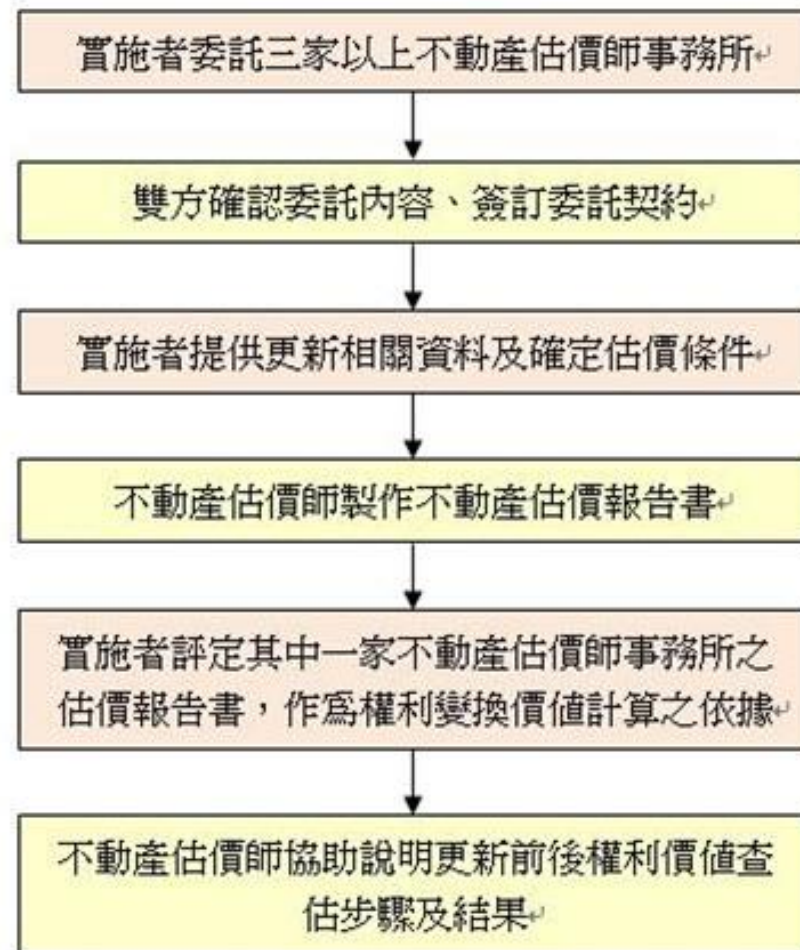 實施者委託三家以上不動產估價師事務所
雙方確認委託內容、簽訂委託契約
實施者提供更新相關資料及確定估價條件
不動產估價師製作不動產估價報告書
實施者評定其中一家不動產估價師事務所之
估價報告書，作為權利變換價值計算之依據
不動產估價師協助說明更新前後權利價值查
估步驟及結果